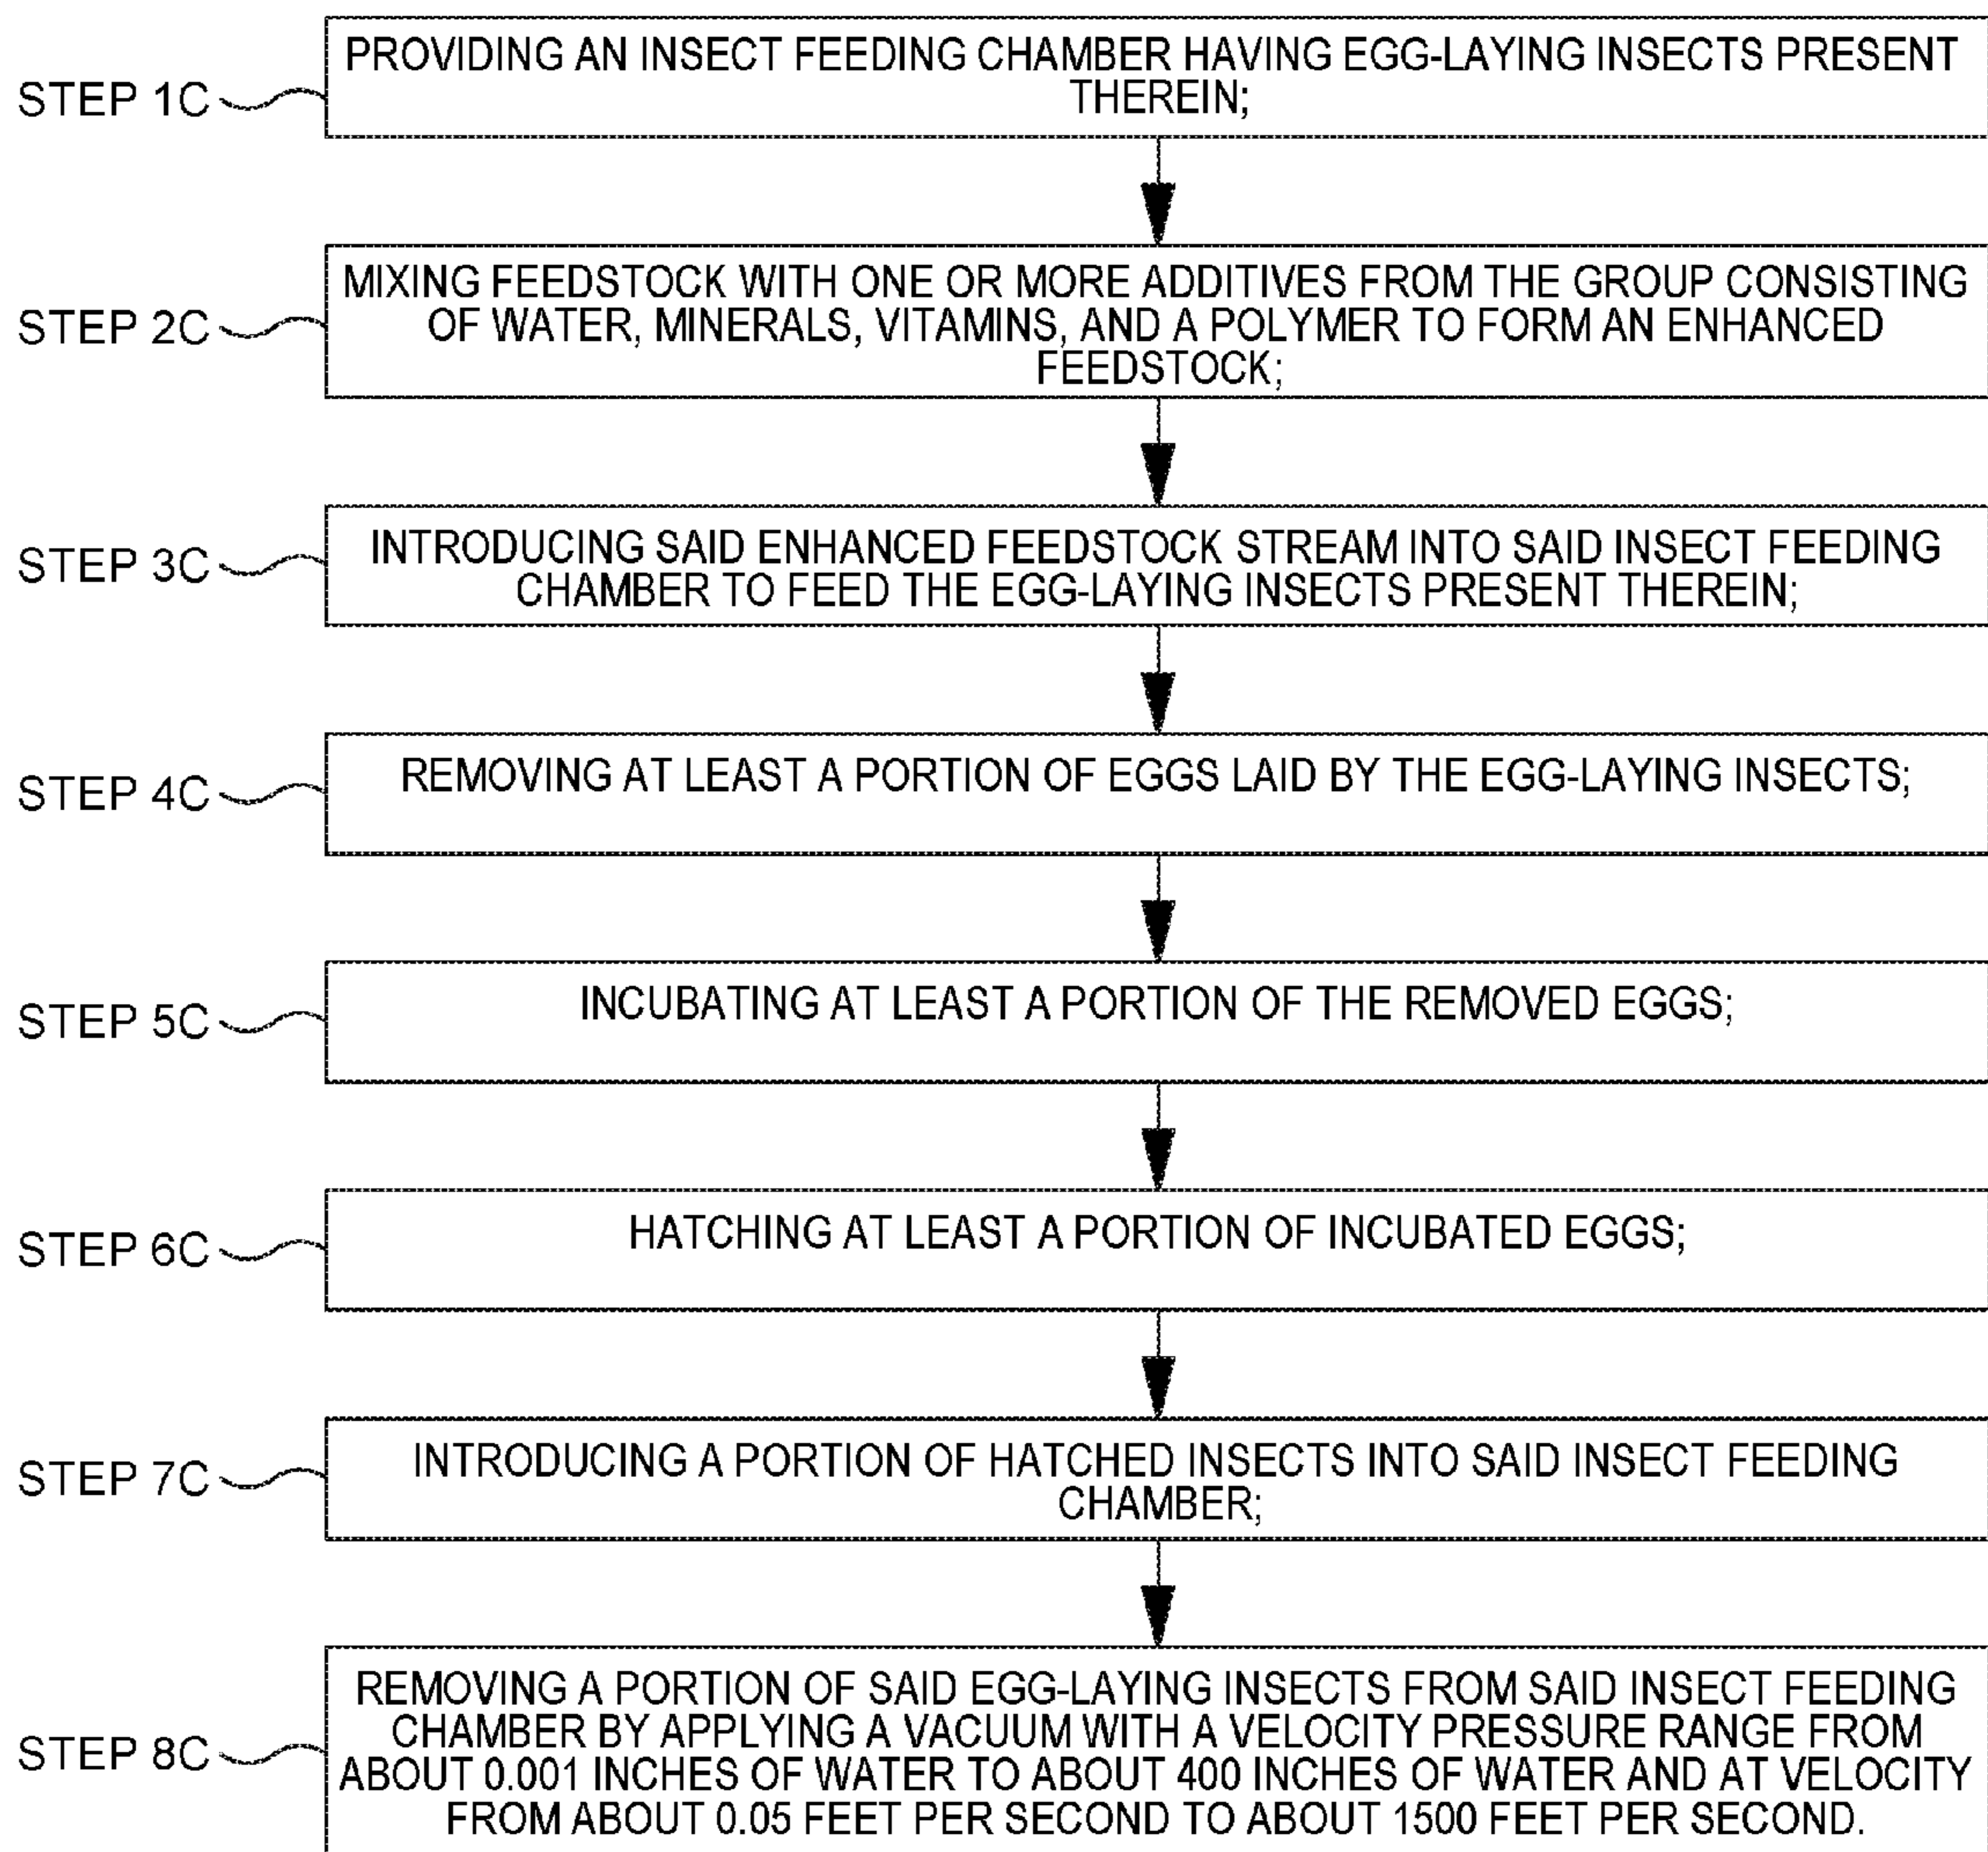 STEP 1C
PROVIDING AN INSECT FEEDING CHAMBER HAVING EGG-LAYING INSECTS PRESENT
THEREIN;
STEP 2C
MIXING FEEDSTOCK WITH ONE OR MORE ADDITIVES FROM THE GROUP CONSISTING
OF WATER, MINERALS, VITAMINS, AND A POLYMER TO FORM AN ENHANCED
FEEDSTOCK;
STEP 3C
INTRODUCING SAID ENHANCED FEEDSTOCK STREAM INTO SAID INSECT FEEDING
CHAMBER TO FEED THE EGG-LAYING INSECTS PRESENT THEREIN;
STEP 4C
REMOVING AT LEAST A PORTION OF EGGS LAID BY THE EGG-LAYING INSECTS;
STEP 5C
INCUBATING AT LEAST A PORTION OF THE REMOVED EGGS;
STEP 6C
HATCHING AT LEAST A PORTION OF INCUBATED EGGS;
STEP 7C
INTRODUCING A PORTION OF HATCHED INSECTS INTO SAID INSECT FEEDING
CHAMBER;
STEP 8C
REMOVING A PORTION OF SAID EGG-LAYING INSECTS FROM SAID INSECT FEEDING
CHAMBER BY APPLYING A VACUUM WITH A VELOCITY PRESSURE RANGE FROM
ABOUT 0.001 INCHES OF WATER TO ABOUT 400 INCHES OF WATER AND AT VELOCITY
FROM ABOUT 0.05 FEET PER SECOND TO ABOUT 1500 FEET PER SECOND.